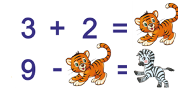 3 + 2 =
9 - =